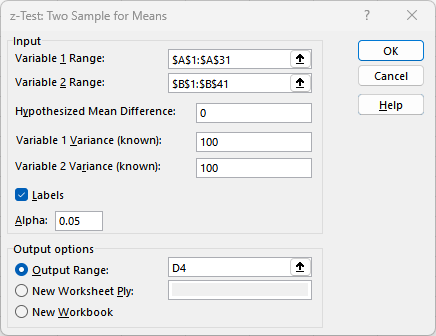 z-Test: Two Sample for Means ? ×
Input
Variable 1 Range: $A$1:$A$31 OK
Variable 2 Range: $B$1:$B$41 Cancel
Hypothesized Mean Difference: 0 Help
Variable 1 Variance (known): 100
Variable 2 Variance (known): 100
Labels
Alpha: 0.05
Output options
Output Range: D4
New Worksheet Ply:
New Workbook